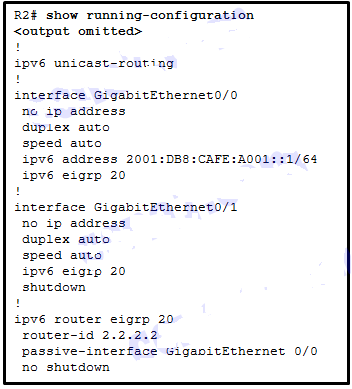 R2# show running-configuration
<output omitted>
!
ipv6 unicast-routing
!
interface GigabitEthernet0/0
no ip address
duplex auto
speed auto
ipv6 address 2001:DB8:CAFE:A001::1/64
ipv6 eigrp 20
!
interface GigabitEthernet0/1
no ip address
duplex auto
speed auto
ipv6 eigrp 20
shutdown
!
ipv6 router eigrp 20
router-id 2.2.2.2
passive-interface GigabitEthernet 0/0
no shutdown